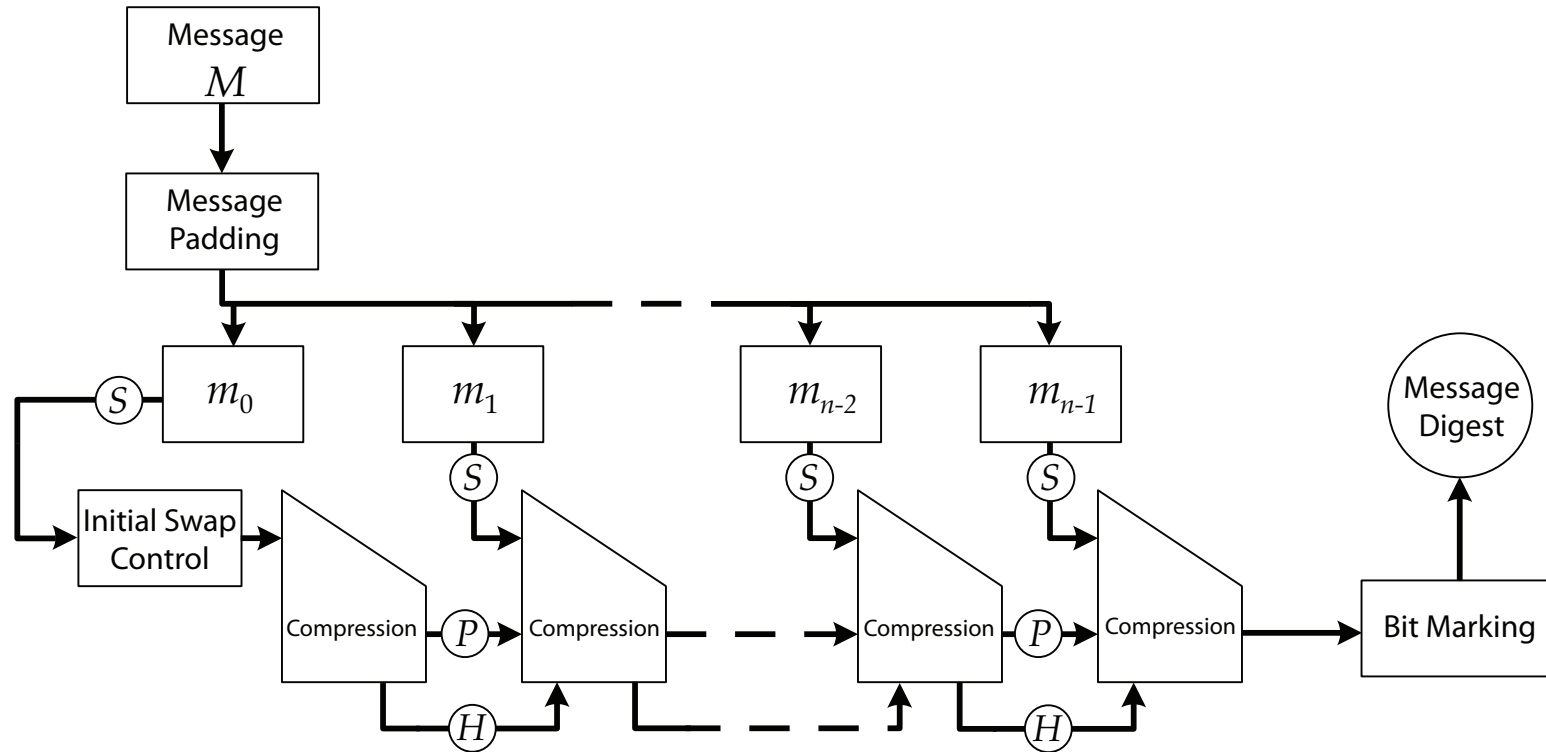 Message
M
Message
Padding
m0
m1
mn-2
mn-1
S
S
S
S
Message
Digest
Initial Swap
Control
Compression
P
Compression
Compression
P
Compression
Bit Marking
H
H